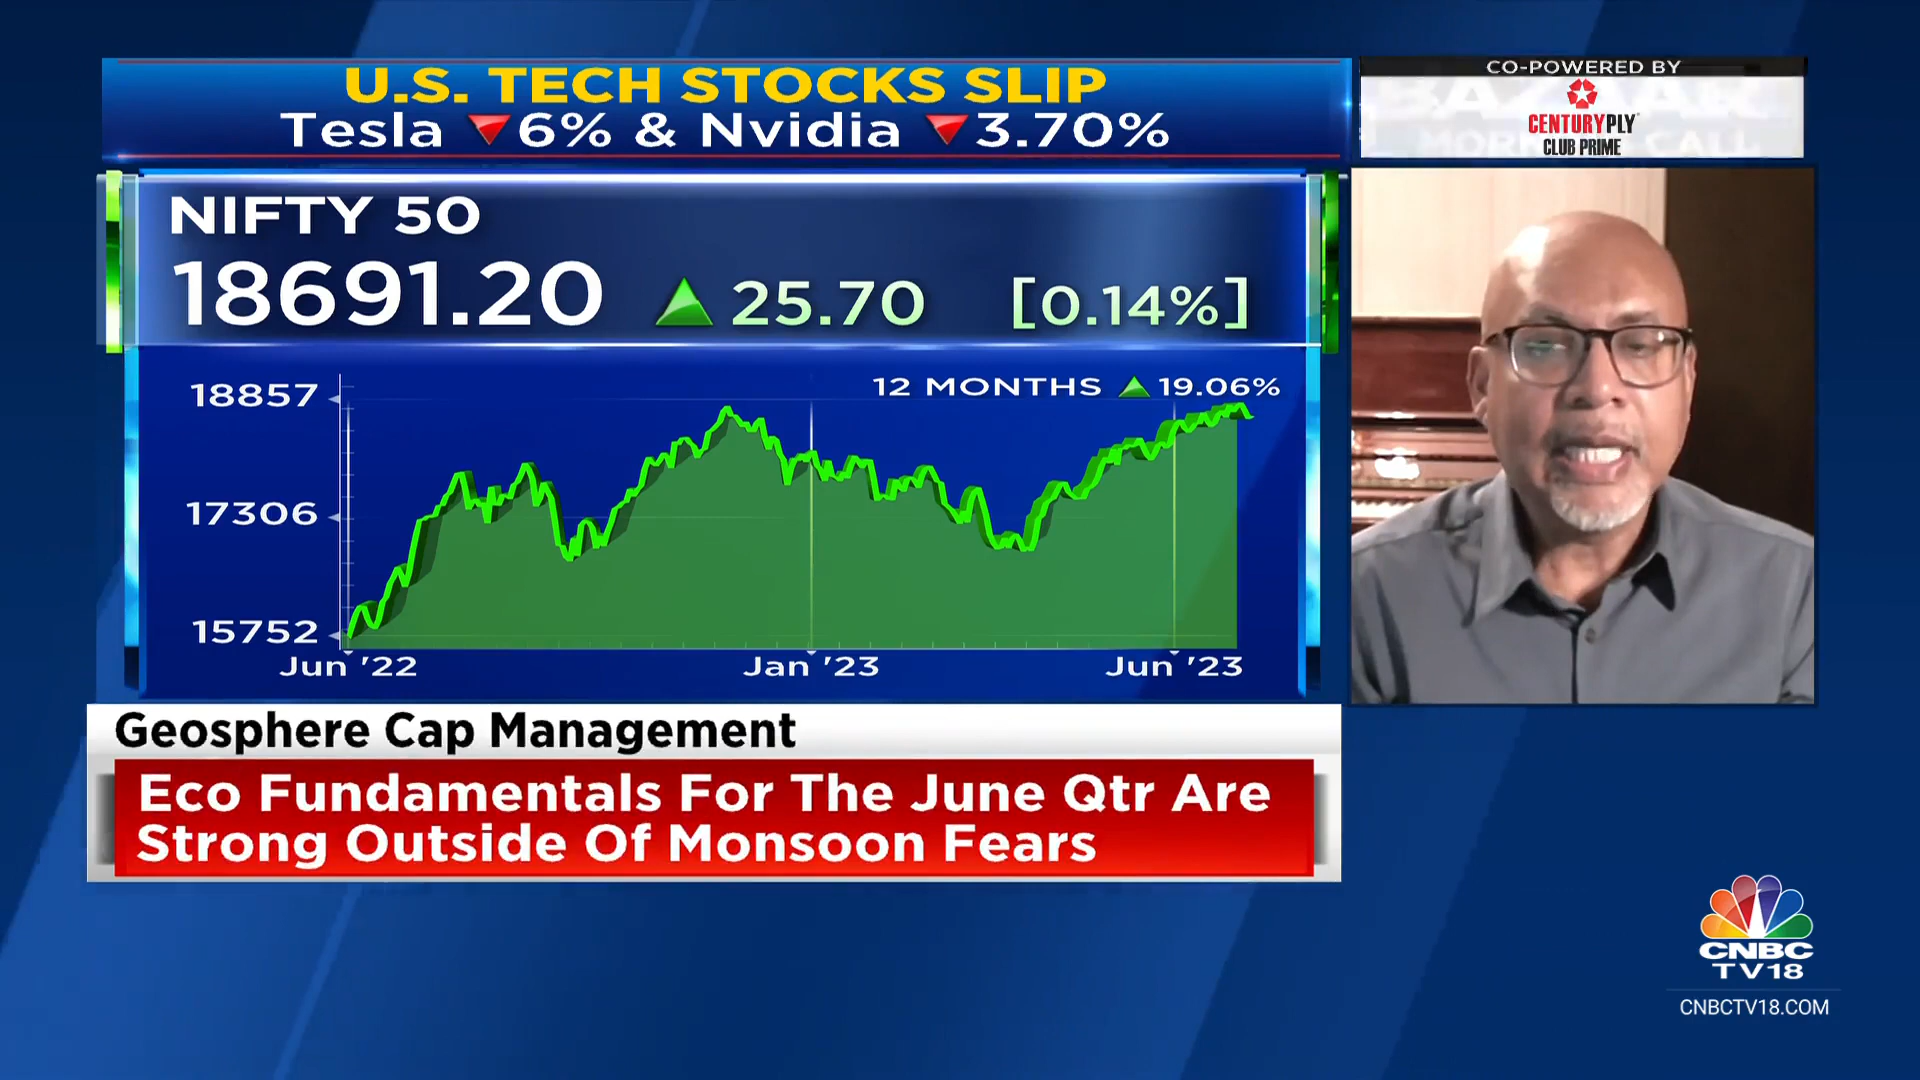 U.S. TECH STOCKS SLIP
Tesla ▼6% & Nvidia ▼3.70%
CO-POWERED BY
CENTURYPLY
CLUB PRIME
NIFTY 50
18691.20 ▲ 25.70 [0.14%]
12 MONTHS ▲ 19.06%
18857
17306
15752
Jun '22 Jan '23 Jun '23
Geosphere Cap Management
Eco Fundamentals For The June Qtr Are
Strong Outside Of Monsoon Fears
CNBC
TV18
CNBCTV18.COM